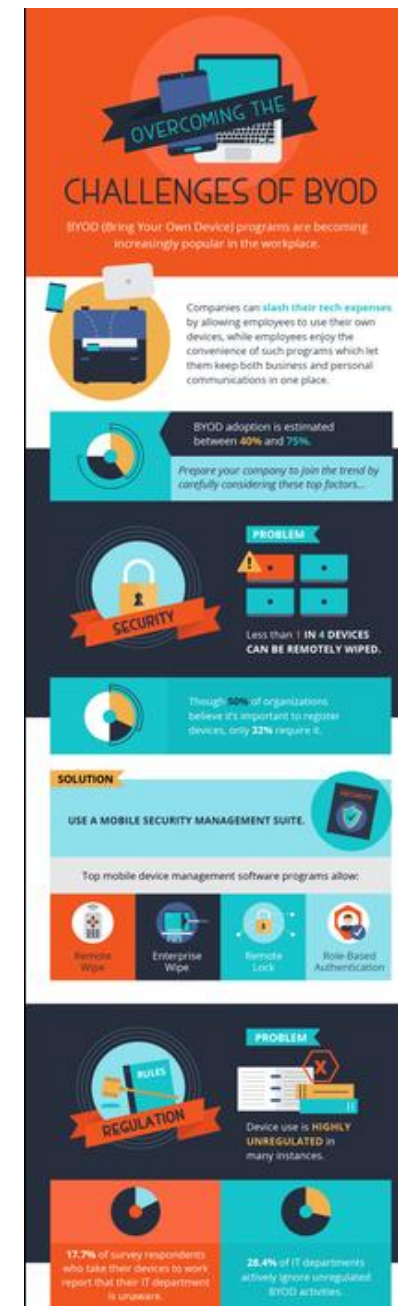 OVERCOMING THE
CHALLENGES OF BYOD
BYOD (Bring Your Own Device) programs are becoming
increasingly popular in the workplace.
Companies can slash their tech expenses
by allowing employees to use their own
devices, while employees enjoy the
convenience of such programs which let
them keep both business and personal
communications in one place.
BYOD adoption is estimated
between 40% and 75%.
Prepare your company to join the trend by
carefully considering these top factors...
SECURITY
PROBLEM
Less than 1 IN 4 DEVICES
CAN BE REMOTELY WIPED.
Though 50% of organizations
believe it's important to register
devices, only 32% require it.
SOLUTION
USE A MOBILE SECURITY MANAGEMENT SUITE.
SECURITY
Top mobile device management software programs allow:
Remote
Wipe
Enterprise
Wipe
Remote
Lock
Role-Based
Authentication
RULES
REGULATION
PROBLEM
X
Device use is HIGHLY
UNREGULATED in
many instances.
17.7% of survey respondents
who take their devices to work
report that their IT department
is unaware.
28.4% of IT departments
actively ignore unregulated
BYOD activities.